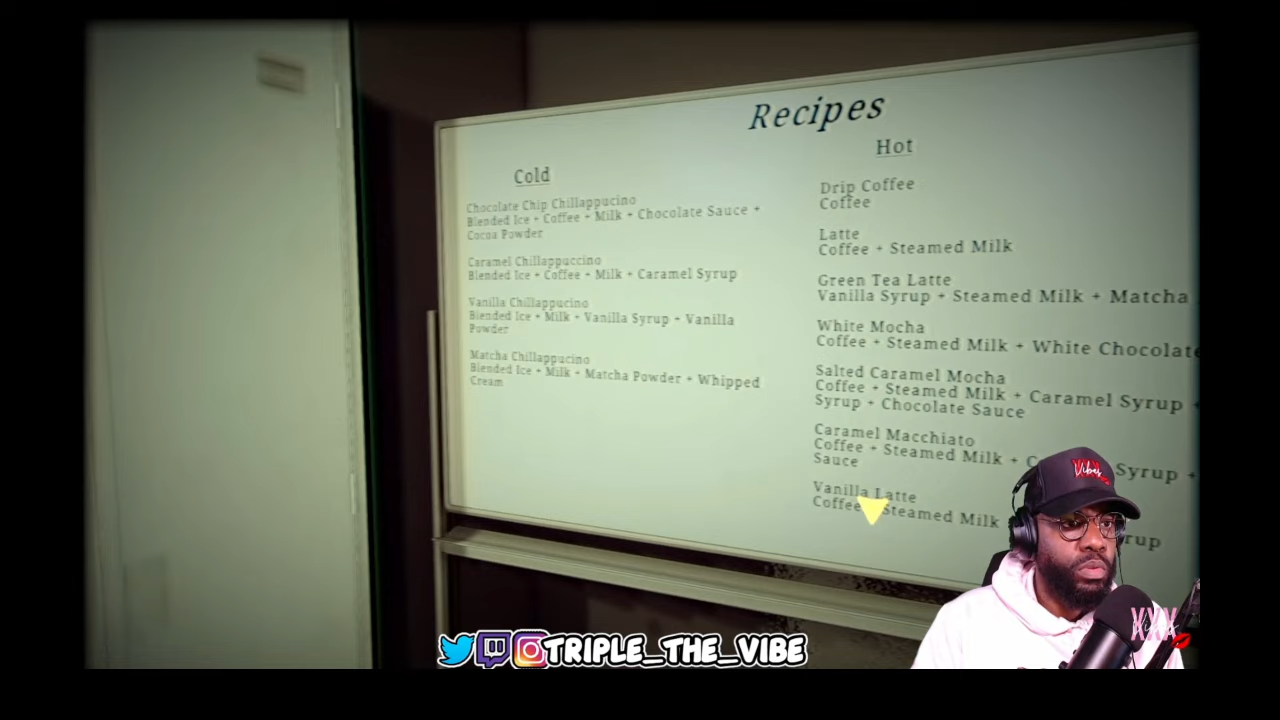 Recipes
Cold
Chocolate Chip Chillappucino
Blended Ice + Coffee + Milk + Chocolate Sauce +
Cocoa Powder
Caramel Chillappuccino
Blended Ice + Coffee + Milk + Caramel Syrup
Vanilla Chillappucino
Blended Ice + Milk + Vanilla Syrup + Vanilla
Powder
Matcha Chillappucino
Blended Ice + Milk + Matcha Powder + Whipped
Cream
Hot
Drip Coffee
Coffee
Latte
Coffee + Steamed Milk
Green Tea Latte
Vanilla Syrup + Steamed Milk + Matcha
White Mocha
Coffee + Steamed Milk + White Chocolate
Salted Caramel Mocha
Coffee + Steamed Milk + Caramel Syrup +
Syrup + Chocolate Sauce
Caramel Macchiato
Coffee + Steamed Milk + Syrup +
Sauce
Vanilla Latte
Coffee Steamed Milk
Vibes
XXX
TRIPLE_THE_VIBE